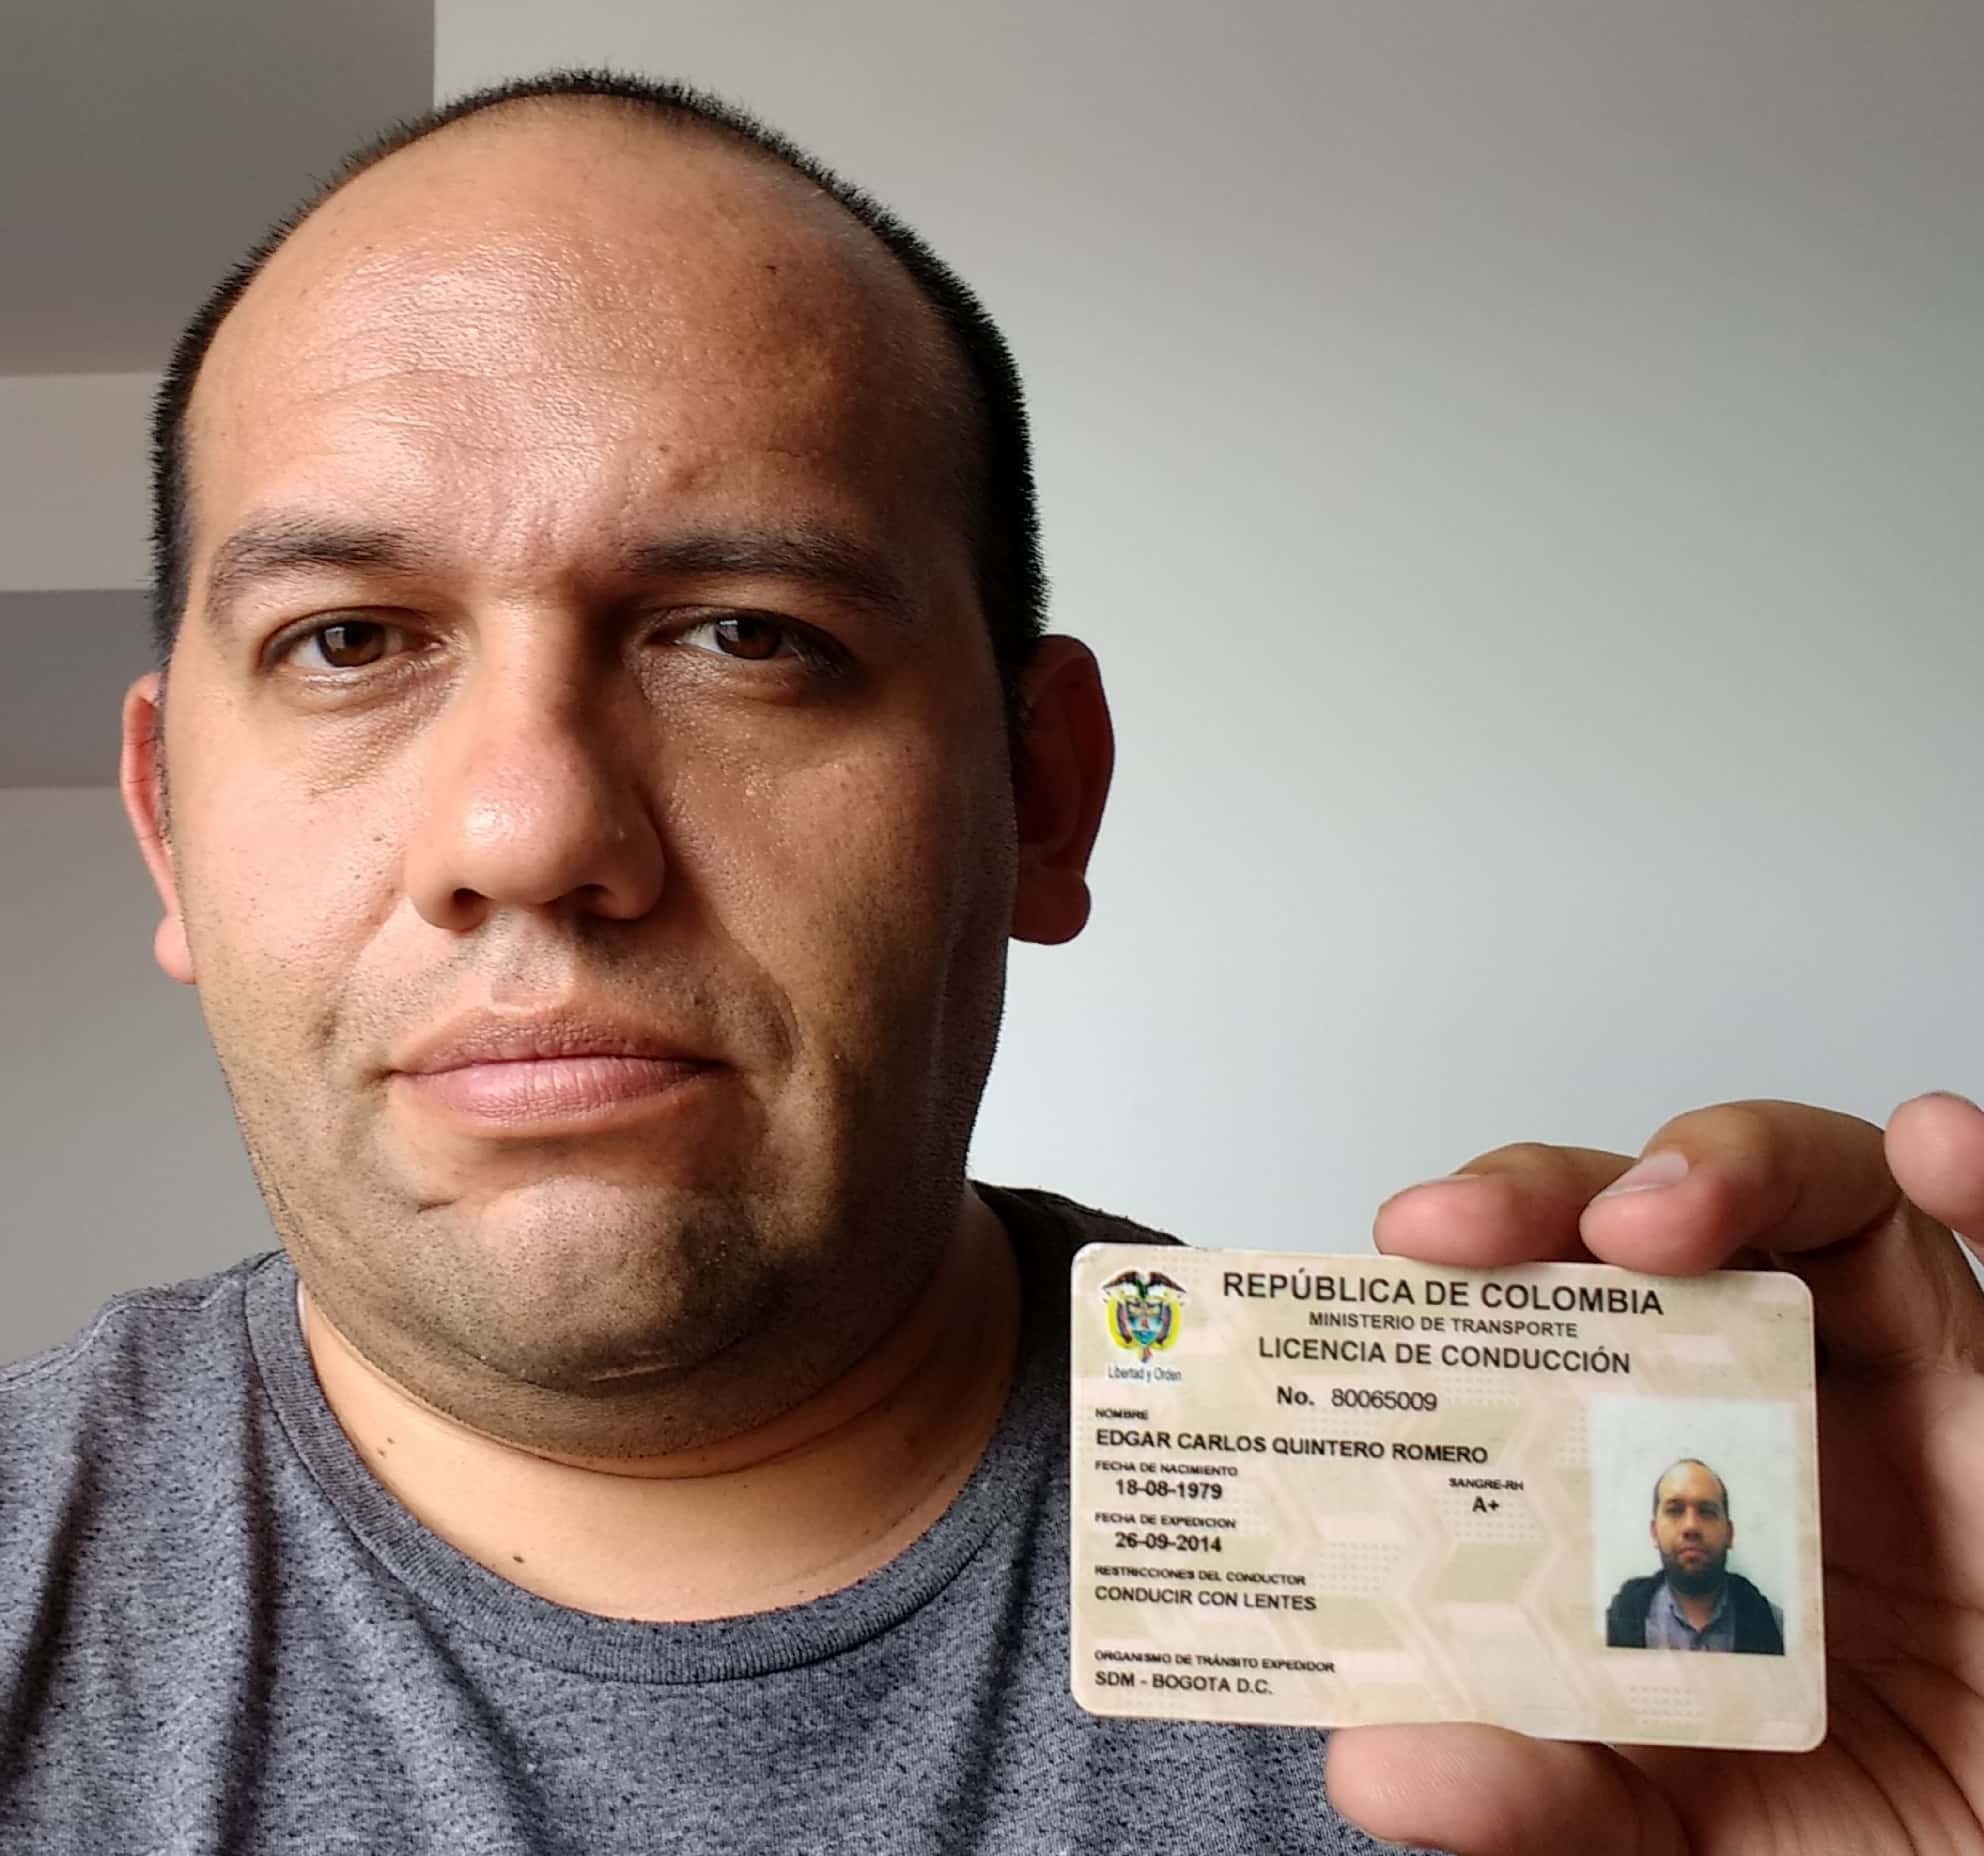 REPÚBLICA DE COLOMBIA
MINISTERIO DE TRANSPORTE
LICENCIA DE CONDUCCIÓN
Libertad y Orden
No. 80065009
NOMBRE
EDGAR CARLOS QUINTERO ROMERO
FECHA DE NACIMIENTO
18-08-1979
SANGRE-RH
A+
FECHA DE EXPEDICION
26-09-2014
RESTRICCIONES DEL CONDUCTOR
CONDUCIR CON LENTES
ORGANISMO DE TRÁNSITO EXPEDIDOR
SDM - BOGOTA D.C.